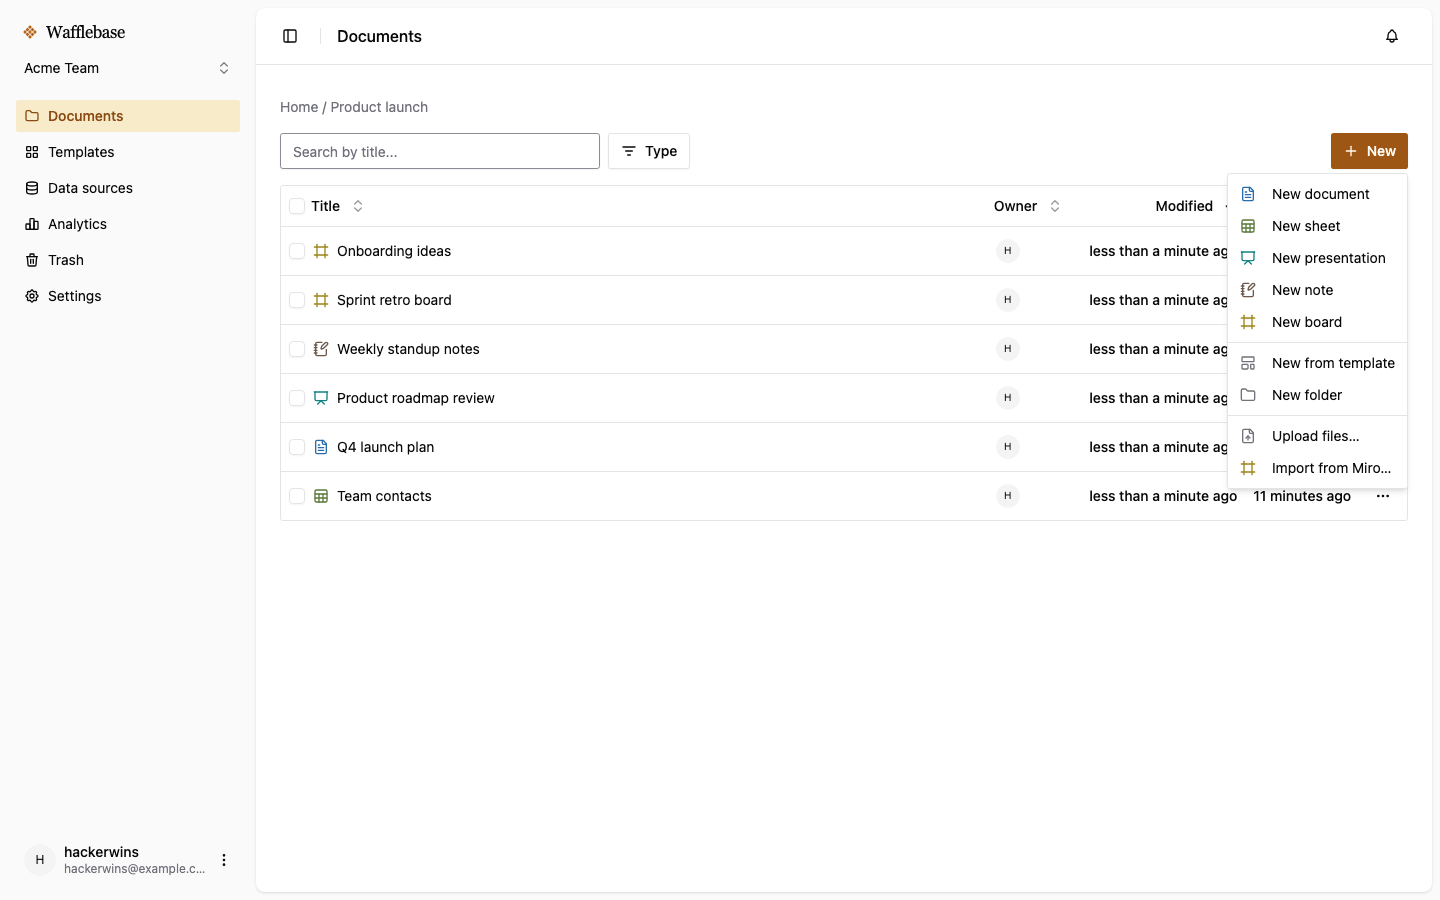 Wafflebase
Acme Team
Documents
Templates
Data sources
Analytics
Trash
Settings
H
hackerwins
hackerwins@example.c...
Documents
Home / Product launch
Search by title...
Type
New
Title
Owner
Modified
Onboarding ideas
H
less than a minute ag
Sprint retro board
H
less than a minute ag
Weekly standup notes
H
less than a minute ag
Product roadmap review
H
less than a minute ag
Q4 launch plan
H
less than a minute ag
Team contacts
H
less than a minute ago
11 minutes ago
New document
New sheet
New presentation
New note
New board
New from template
New folder
Upload files...
Import from Miro...